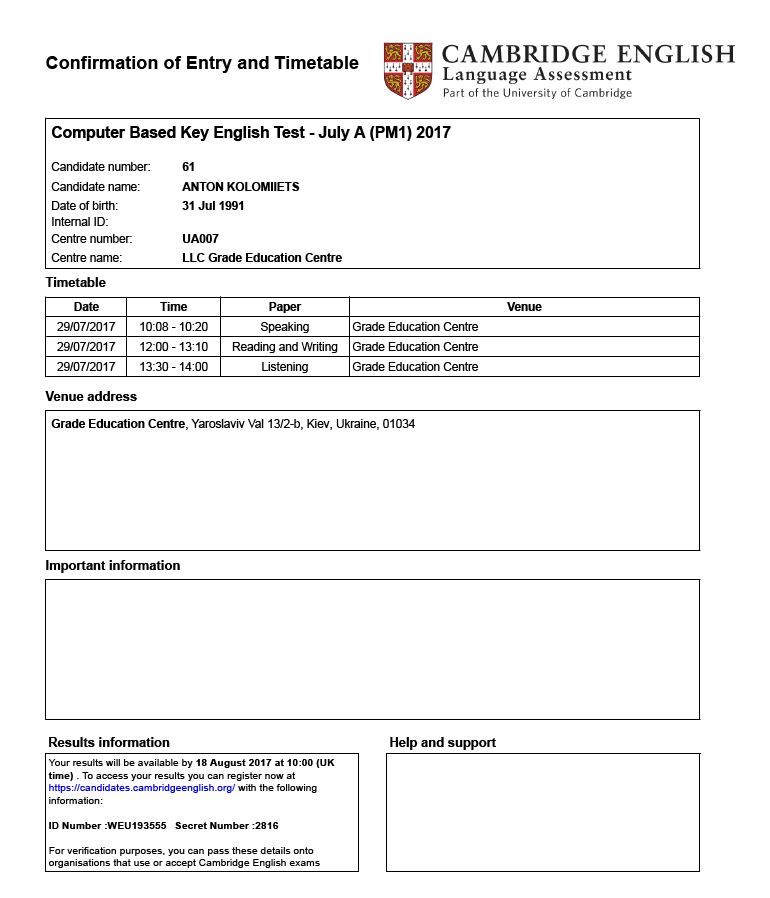 Confirmation of Entry and Timetable
CAMBRIDGE ENGLISH
Language Assessment
Part of the University of Cambridge
Computer Based Key English Test - July A (PM1) 2017
Candidate number: 61
Candidate name: ANTON KOLOMIIETS
Date of birth: 31 Jul 1991
Internal ID:
Centre number: UA007
Centre name: LLC Grade Education Centre
Timetable
Date Time Paper Venue
29/07/2017 10:08 - 10:20 Speaking Grade Education Centre
29/07/2017 12:00 - 13:10 Reading and Writing Grade Education Centre
29/07/2017 13:30 - 14:00 Listening Grade Education Centre
Venue address
Grade Education Centre, Yaroslaviv Val 13/2-b, Kiev, Ukraine, 01034
Important information
Results information
Your results will be available by 18 August 2017 at 10:00 (UK
time) . To access your results you can register now at
https://candidates.cambridgeenglish.org/ with the following
information:
ID Number :WEU193555 Secret Number :2816
For verification purposes, you can pass these details onto
organisations that use or accept Cambridge English exams
Help and support